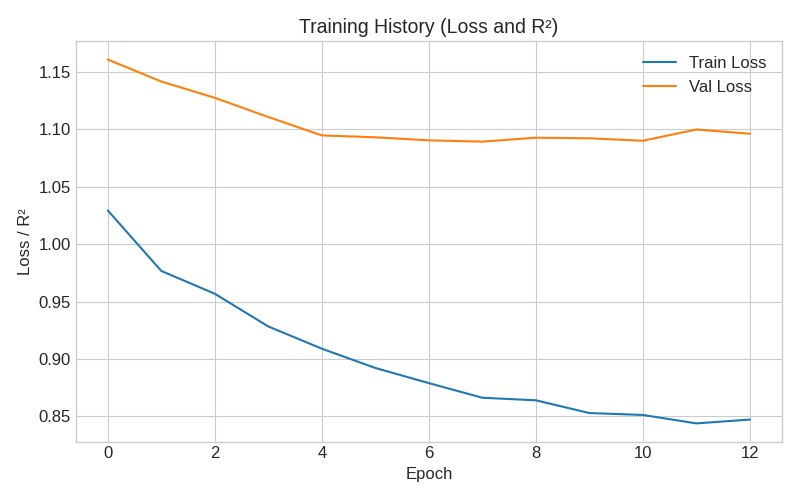 Training History (Loss and R²)
Train Loss
Val Loss
Loss / R²
1.15
1.10
1.05
1.00
0.95
0.90
0.85
0 2 4 6 8 10 12
Epoch